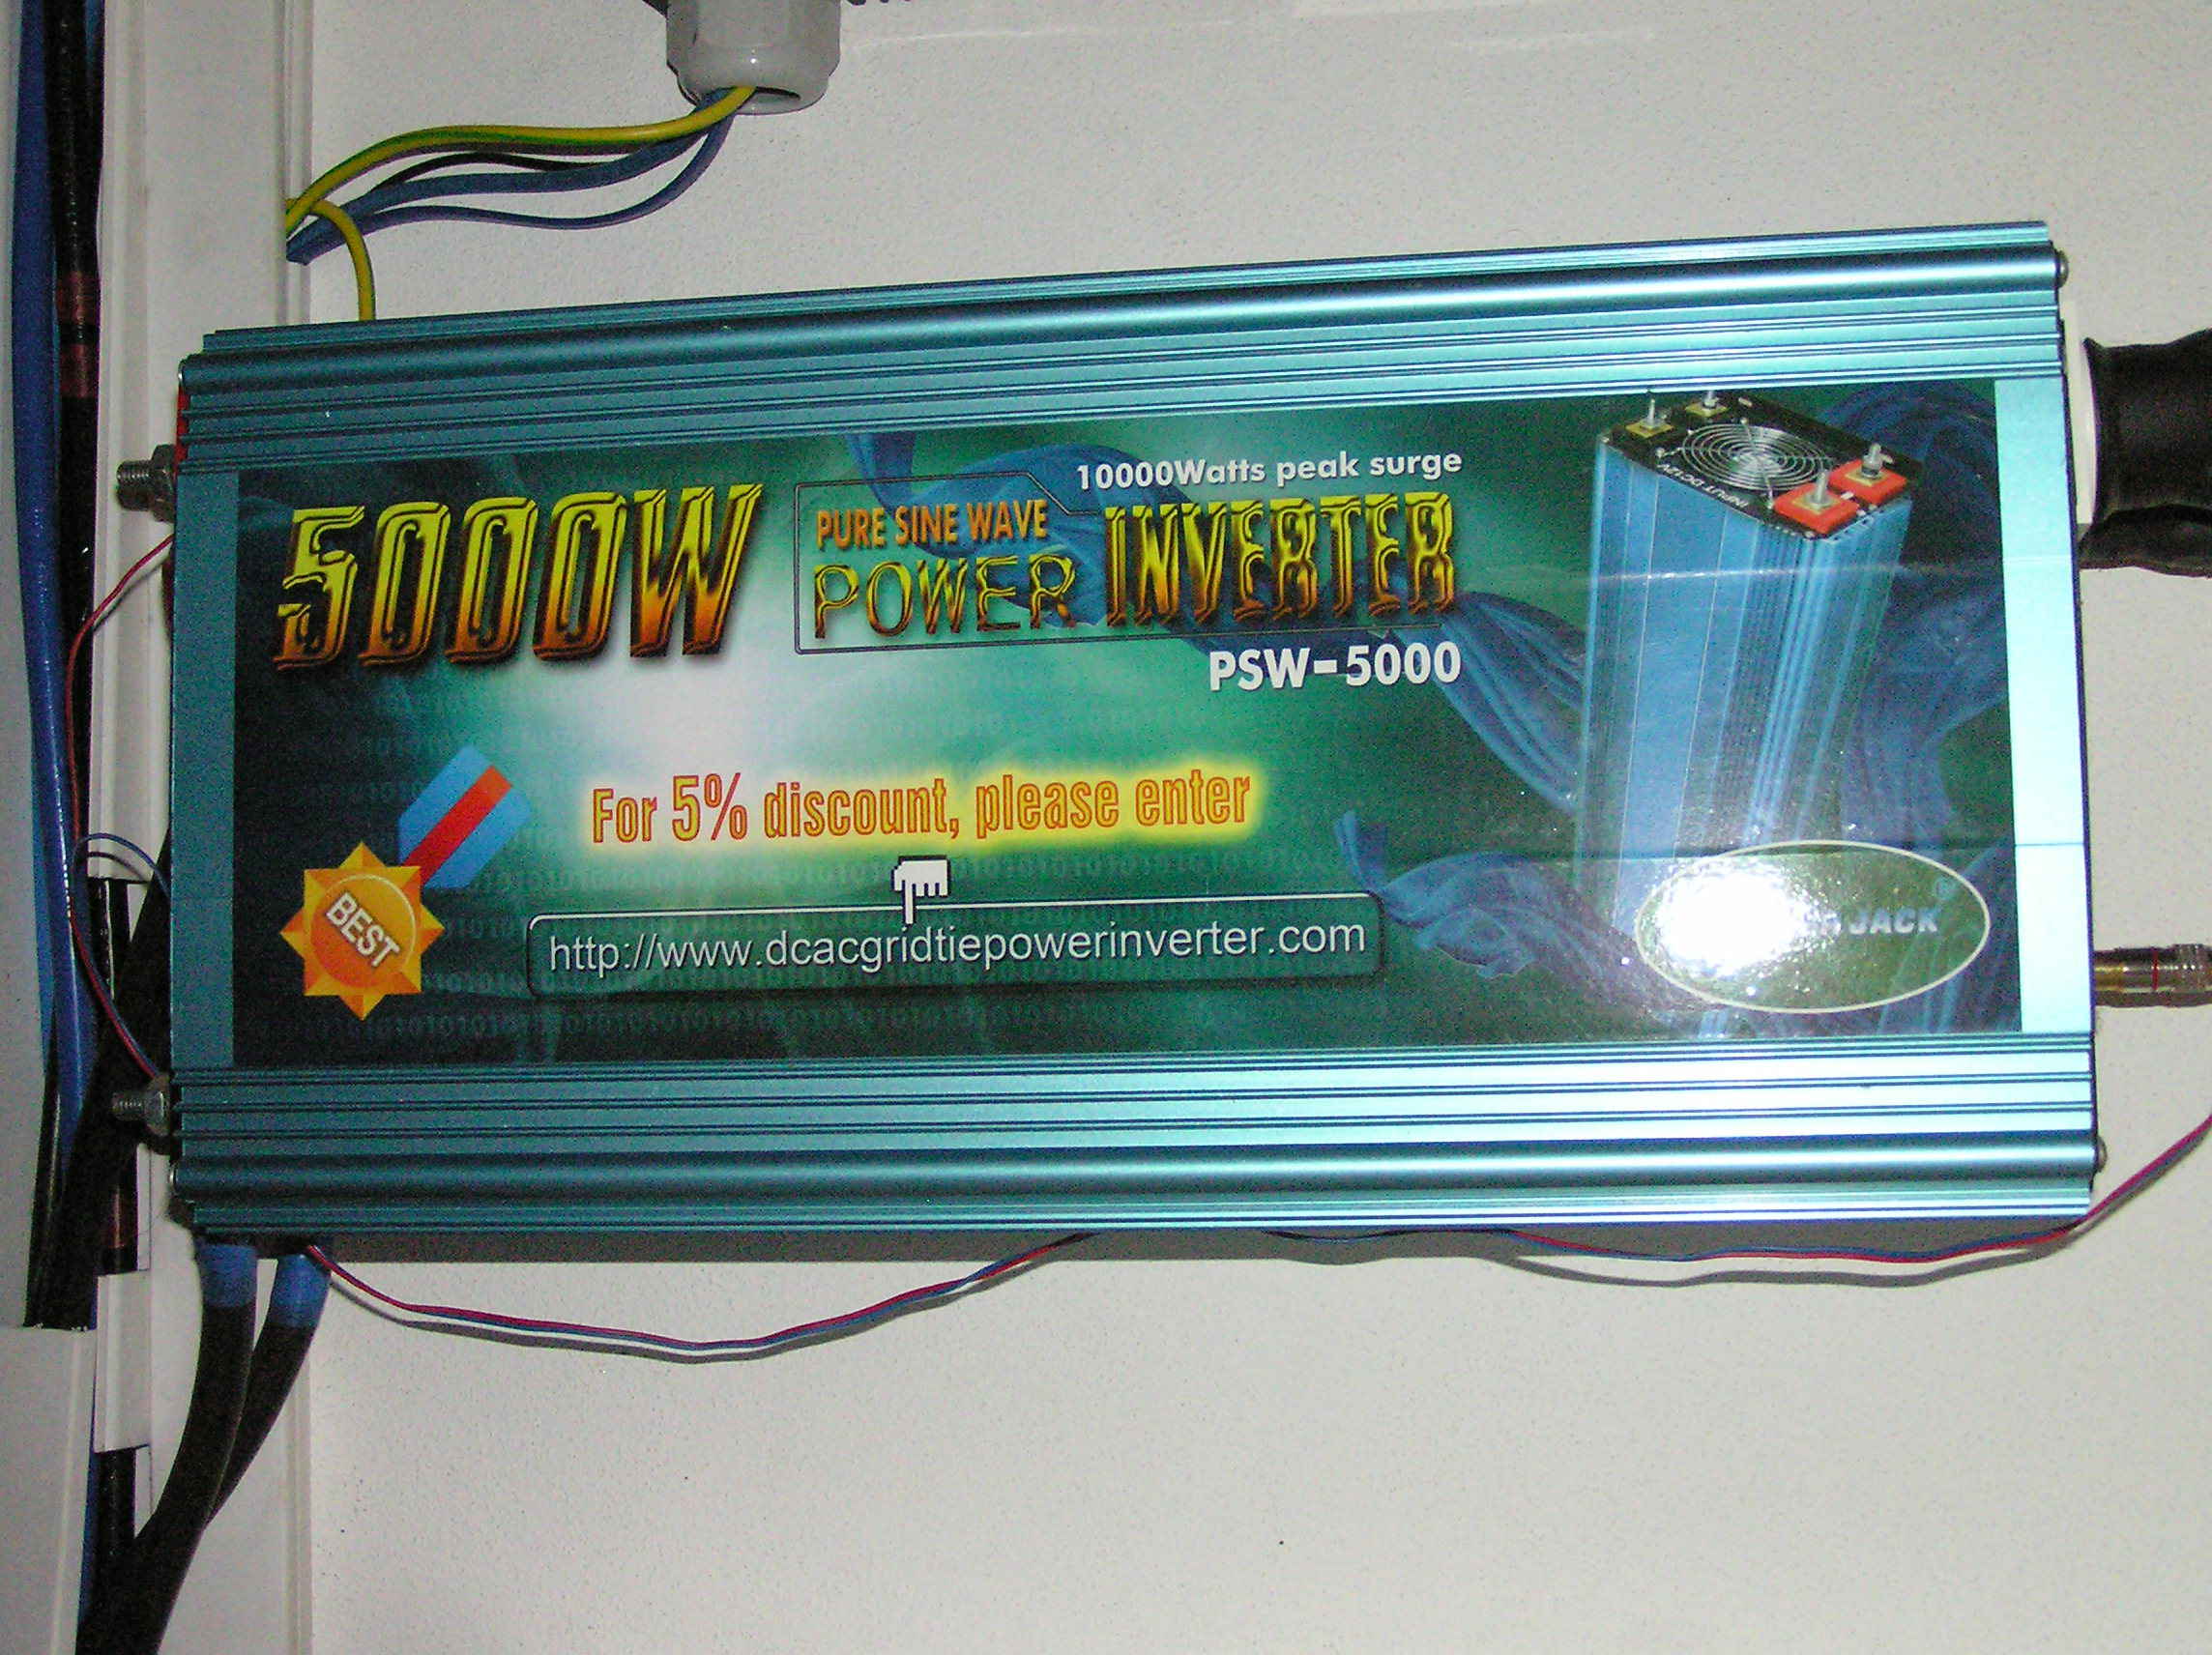 10000Watts peak surge
5000W
PURE SINE WAVE
POWER INVERTER
PSW-5000
For 5% discount, please enter
BEST
http://www.dcacgridtiepowerinverter.com
JACK